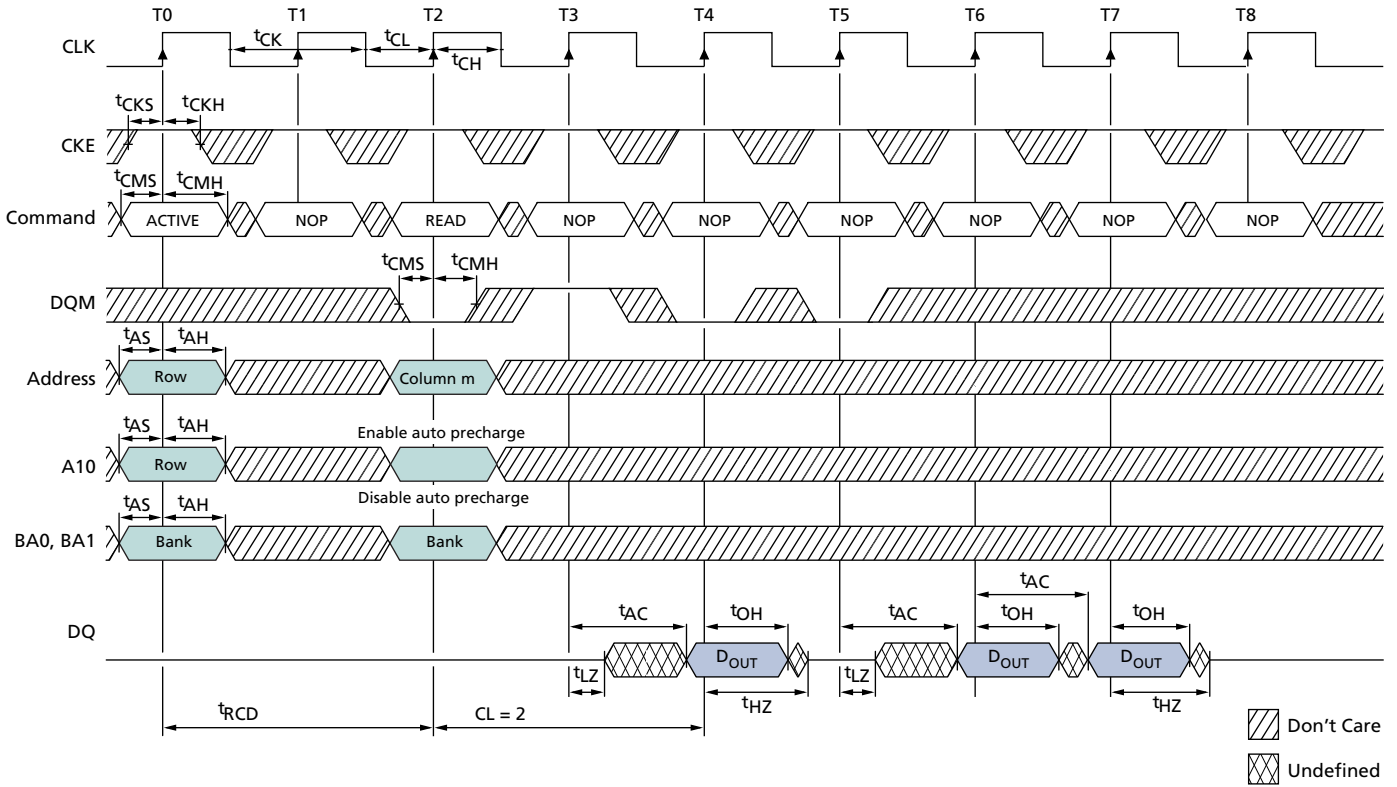 T0 T1 T2 T3 T4 T5 T6 T7 T8
CLK
tCK tCL
tCH
tCKS tCKH
CKE
tCMS tCMH
Command ACTIVE NOP READ NOP NOP NOP NOP NOP NOP
tCMS tCMH
DQM
tAS tAH
Address Row Column m
tAS tAH Enable auto precharge
A10 Row
tAS tAH Disable auto precharge
BA0, BA1 Bank Bank
tAC
tAC tOH tAC tOH tOH
DQ
DOUT DOUT DOUT
tLZ tLZ
tHZ tHZ
tRCD CL = 2
Don't Care
Undefined